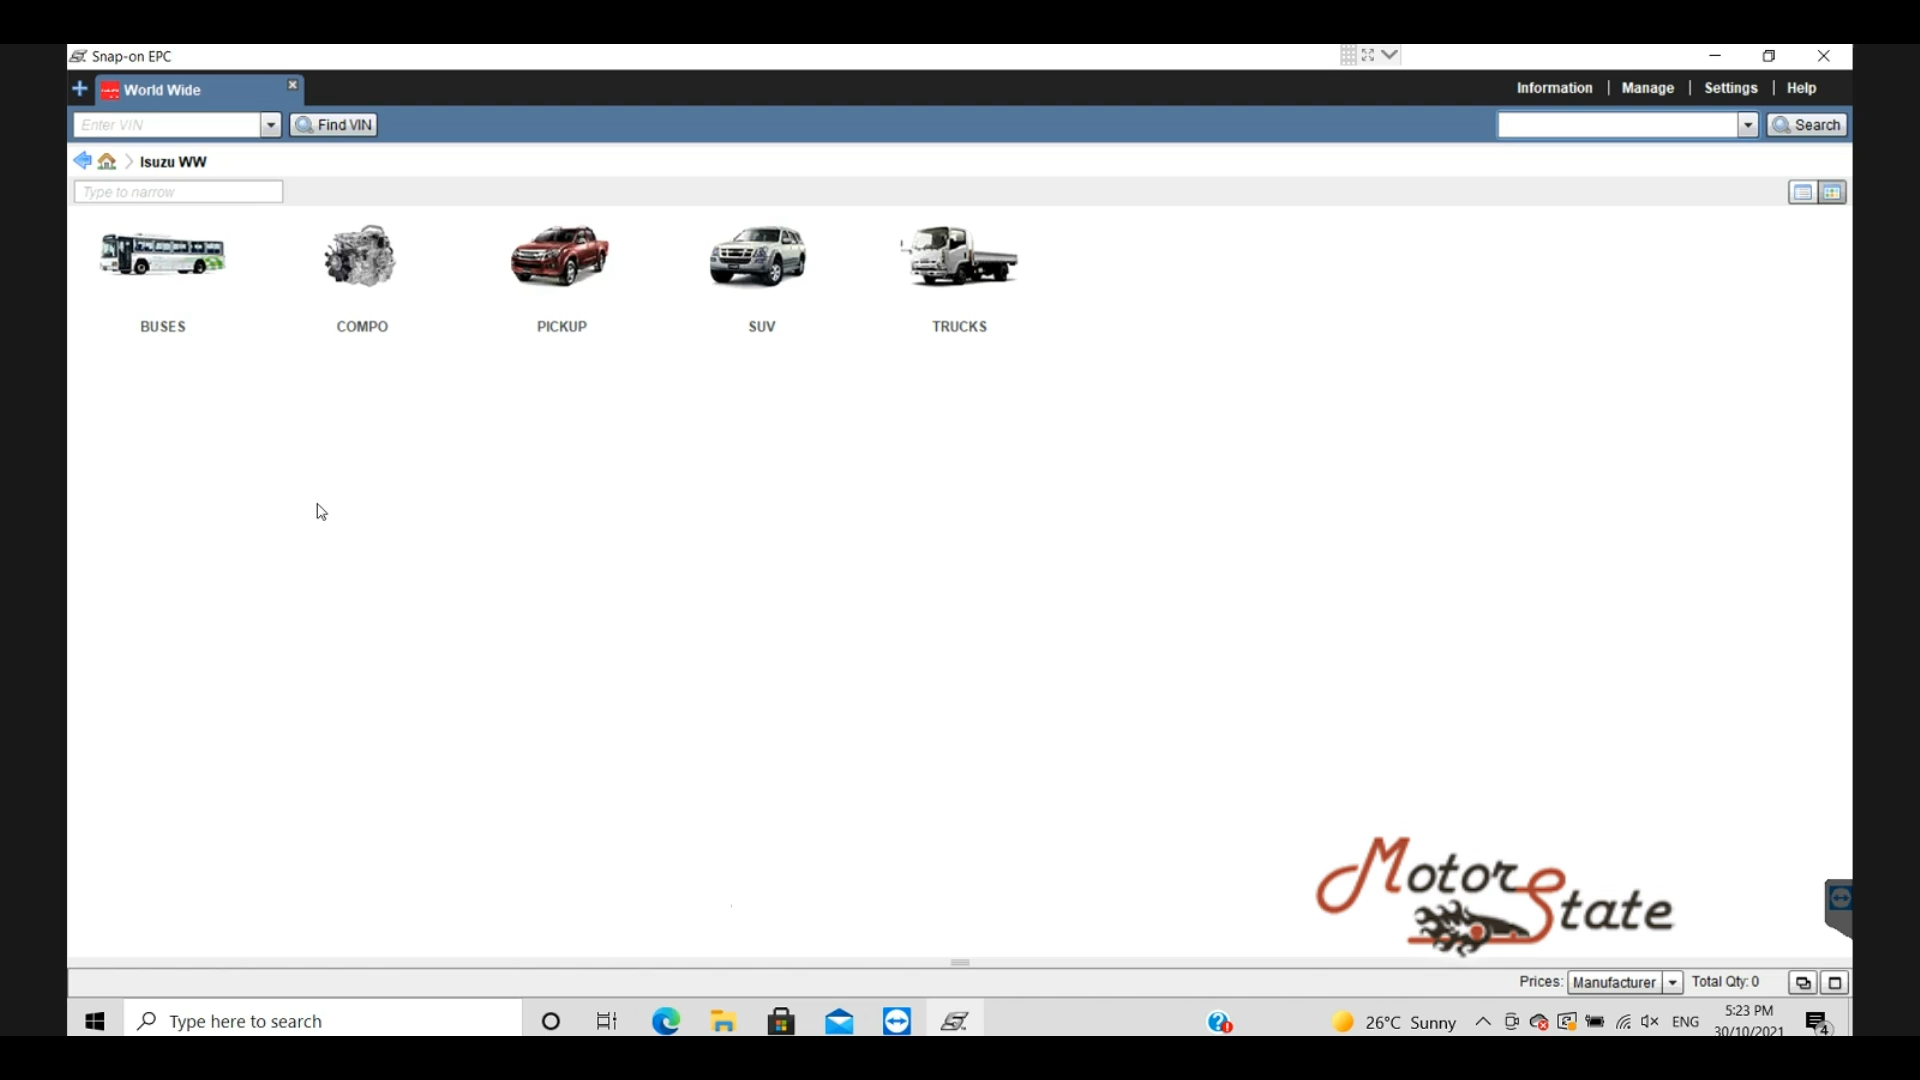 Snap-on EPC
World Wide
Information | Manage | Settings | Help
Enter VIN
Find VIN
Search
Isuzu WW
Type to narrow
BUSES
COMPO
PICKUP
SUV
TRUCKS
Motor
State
Prices: Manufacturer Total Qty: 0
Type here to search
26°C Sunny
ENG
5:23 PM
30/10/2021
4